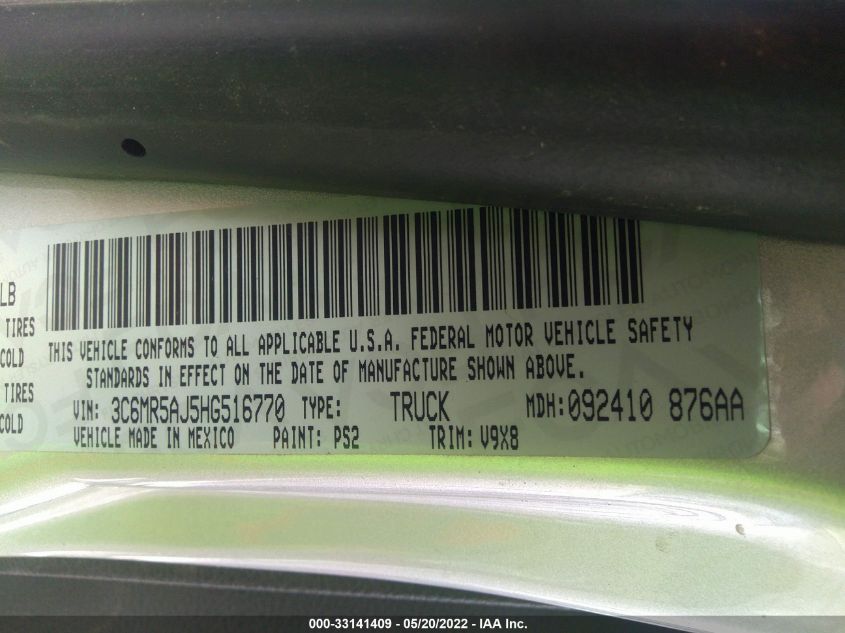 LB
TIRES
COLD
TIRES
COLD
THIS VEHICLE CONFORMS TO ALL APPLICABLE U.S.A. FEDERAL MOTOR VEHICLE SAFETY
STANDARDS IN EFFECT ON THE DATE OF MANUFACTURE SHOWN ABOVE.
VIN: 3C6MR5AJ5HG516770 TYPE: TRUCK MDH: 092410 876AA
VEHICLE MADE IN MEXICO PAINT: PS2 TRIM: V9X8
000-33141409 - 05/20/2022 - IAA Inc.